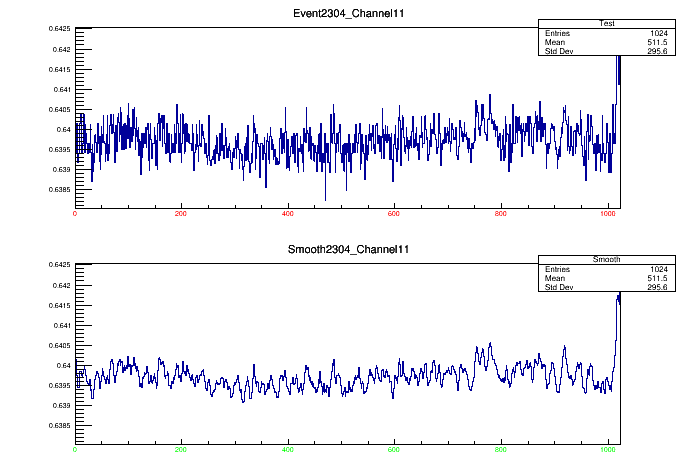 Event2304_Channel11
Test
Entries 1024
Mean 511.5
Std Dev 295.6
0.6425
0.642
0.6415
0.641
0.6405
0.64
0.6395
0.639
0.6385
0 200 400 600 800 1000
Smooth2304_Channel11
Smooth
Entries 1024
Mean 511.5
Std Dev 295.6
0.6425
0.642
0.6415
0.641
0.6405
0.64
0.6395
0.639
0.6385
0 200 400 600 800 1000